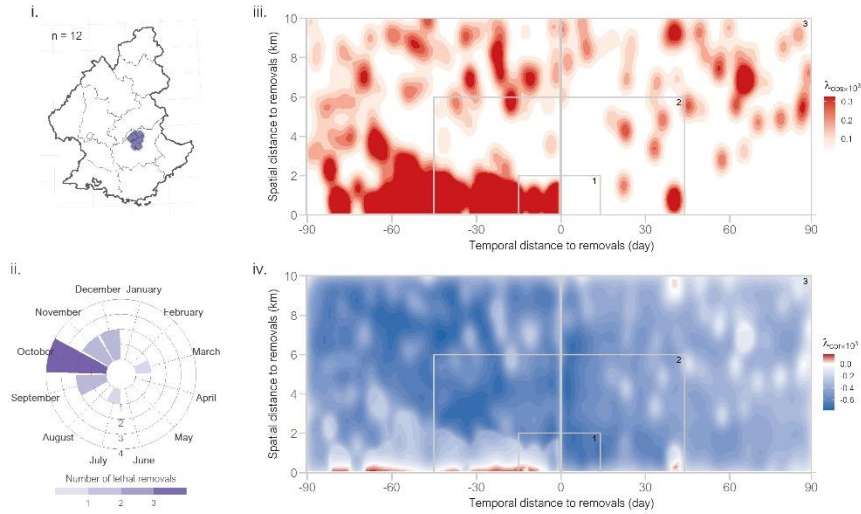 i.
n = 12
ii.
December January
November February
October March
September April
August May
July June
1
2
3
4
Number of lethal removals
1 2 3
iii.
Spatial distance to removals (km)
10
8
6
4
2
0
3
2
1
-90 -60 -30 0 30 60 90
Temporal distance to removals (day)
λobs×10³
0.3
0.2
0.1
iv.
Spatial distance to removals (km)
10
8
6
4
2
0
3
2
1
-90 -60 -30 0 30 60 90
Temporal distance to removals (day)
0.0
-0.2
-0.4
-0.6